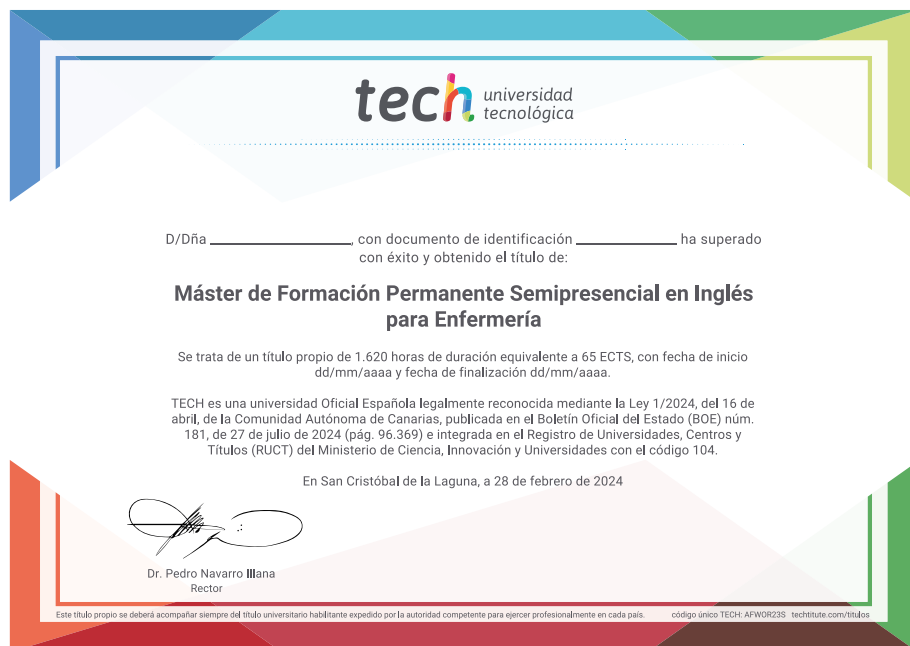 tech universidad
tecnológica
D/Dña ____________, con documento de identificación ____________ ha superado
con éxito y obtenido el título de:
Máster de Formación Permanente Semipresencial en Inglés
para Enfermería
Se trata de un título propio de 1.620 horas de duración equivalente a 65 ECTS, con fecha de inicio
dd/mm/aaaa y fecha de finalización dd/mm/aaaa.
TECH es una universidad Oficial Española legalmente reconocida mediante la Ley 1/2024, del 16 de
abril, de la Comunidad Autónoma de Canarias, publicada en el Boletín Oficial del Estado (BOE) núm.
181, de 27 de julio de 2024 (pág. 96.369) e integrada en el Registro de Universidades, Centros y
Títulos (RUCT) del Ministerio de Ciencia, Innovación y Universidades con el código 104.
En San Cristóbal de la Laguna, a 28 de febrero de 2024
Dr. Pedro Navarro Illana
Rector
Este título propio se deberá acompañar siempre del título universitario habilitante expedido por la autoridad competente para ejercer profesionalmente en cada país. código único TECH: AFWOR23S techtitute.com/titulos